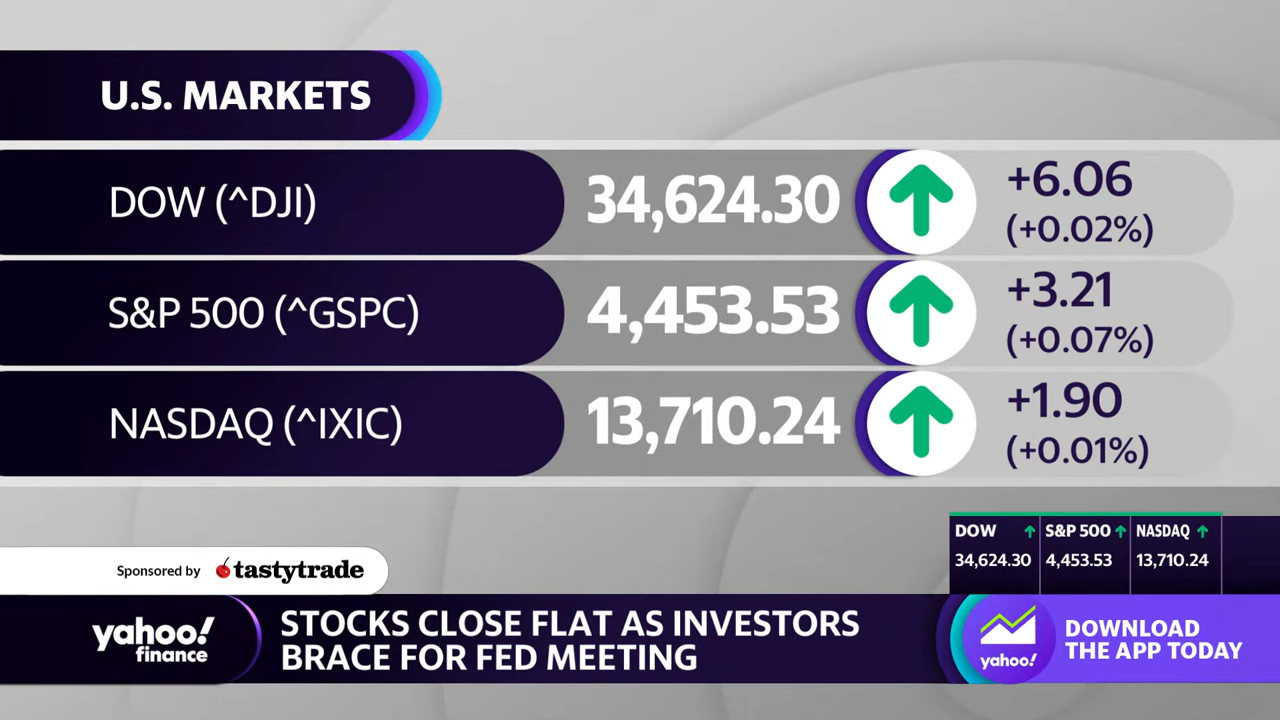 U.S. MARKETS
DOW (^DJI)
34,624.30
+6.06
(+0.02%)
S&P 500 (^GSPC)
4,453.53
+3.21
(+0.07%)
NASDAQ (^IXIC)
13,710.24
+1.90
(+0.01%)
DOW S&P 500 NASDAQ
34,624.30 4,453.53 13,710.24
Sponsored by tastytrade
yahoo!
finance
STOCKS CLOSE FLAT AS INVESTORS
BRACE FOR FED MEETING
yahoo!
DOWNLOAD
THE APP TODAY